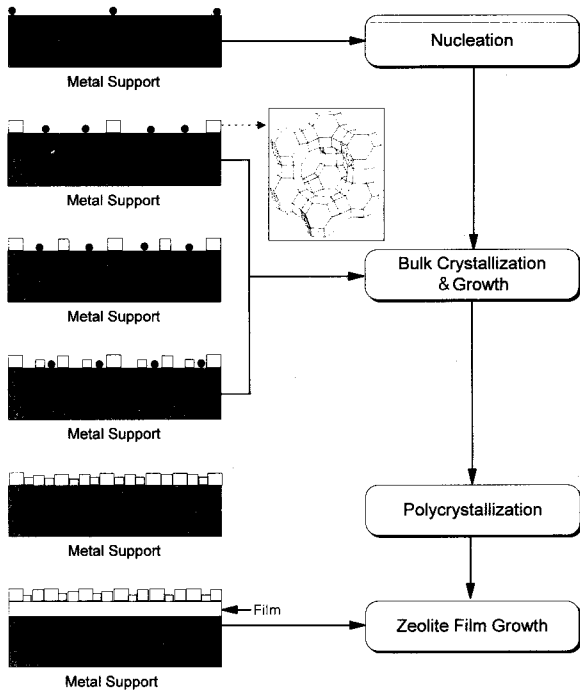 Nucleation
Metal Support
Metal Support
Bulk Crystallization
& Growth
Metal Support
Metal Support
Polycrystallization
Metal Support
Film
Zeolite Film Growth
Metal Support